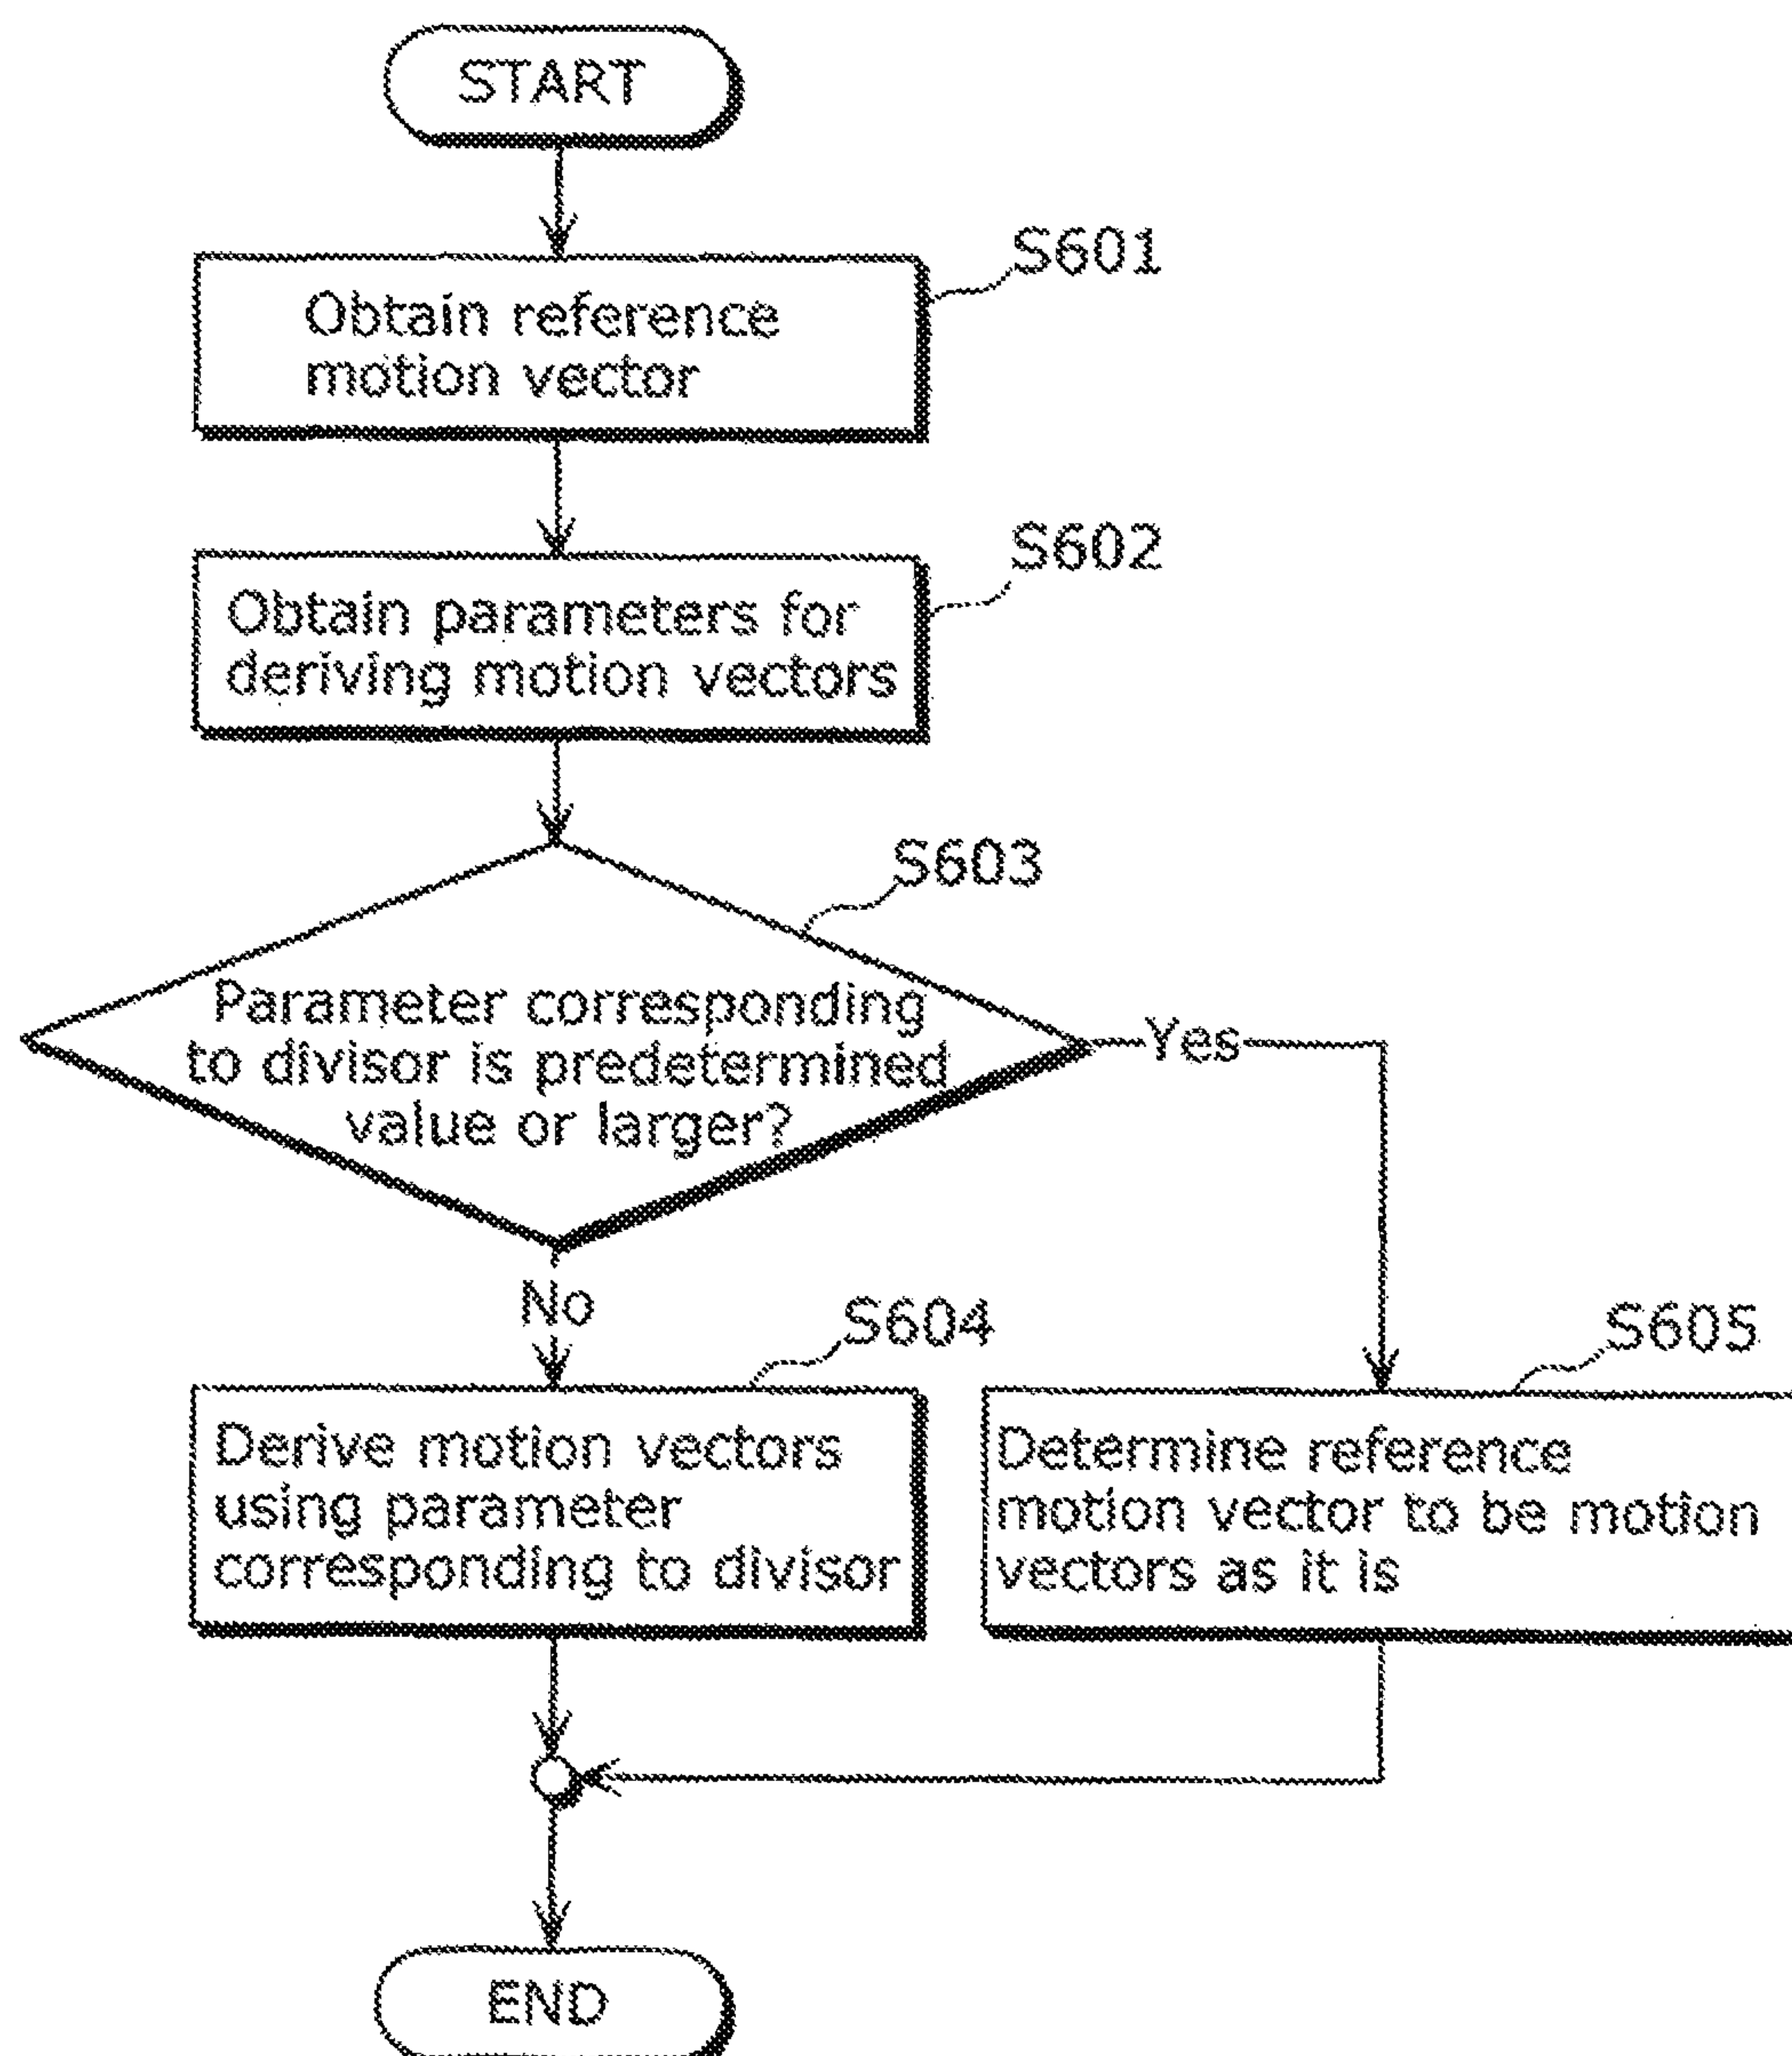 START
S601
Obtain reference
motion vector
S602
Obtain parameters for
deriving motion vectors
S603
Parameter corresponding
to divisor is predetermined
value or larger?
Yes
No
S604
Derive motion vectors
using parameter
corresponding to divisor
S605
Determine reference
motion vector to be motion
vectors as it is
END